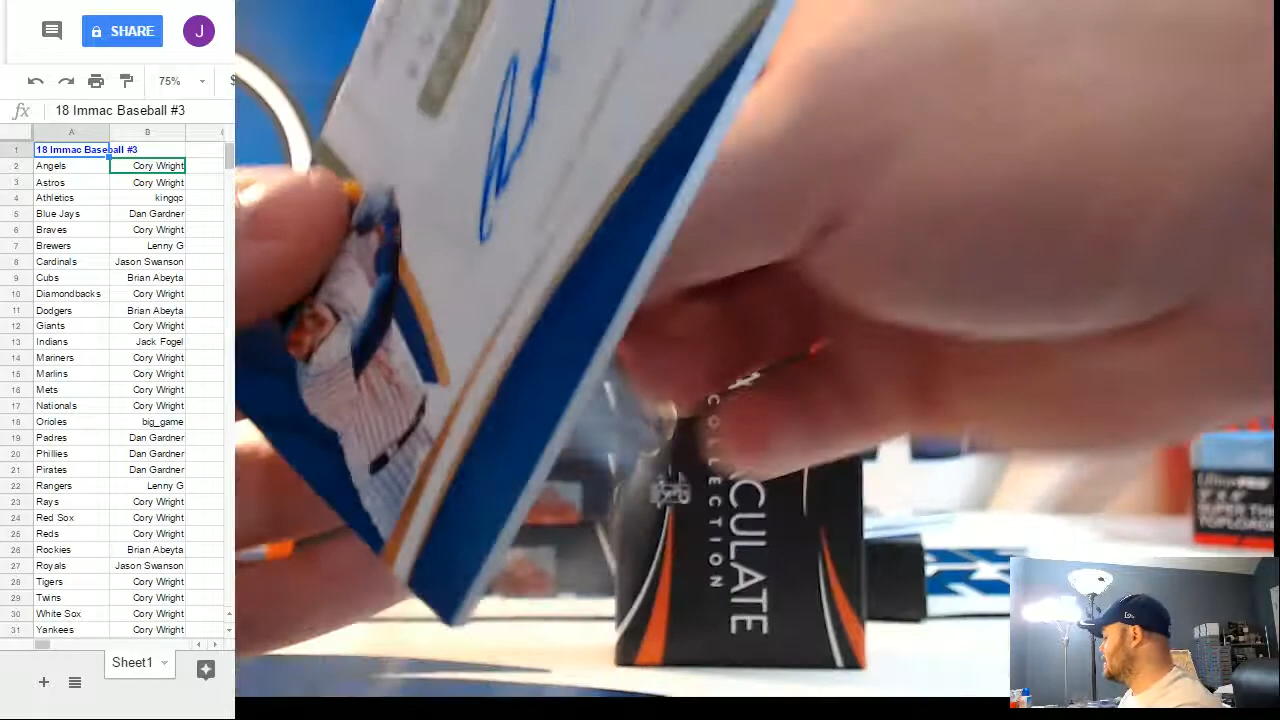 SHARE
J
75%
$
fx 18 Immac Baseball #3
A B
1 18 Immac Baseball #3
2 Angels Cory Wright
3 Astros Cory Wright
4 Athletics kingqc
5 Blue Jays Dan Gardner
6 Braves Cory Wright
7 Brewers Lenny G
8 Cardinals Jason Swanson
9 Cubs Brian Abeyta
10 Diamondbacks Cory Wright
11 Dodgers Brian Abeyta
12 Giants Cory Wright
13 Indians Jack Fogel
14 Mariners Cory Wright
15 Marlins Cory Wright
16 Mets Cory Wright
17 Nationals Cory Wright
18 Orioles big_game
19 Padres Dan Gardner
20 Phillies Dan Gardner
21 Pirates Dan Gardner
22 Rangers Lenny G
23 Rays Cory Wright
24 Red Sox Cory Wright
25 Reds Cory Wright
26 Rockies Brian Abeyta
27 Royals Jason Swanson
28 Tigers Cory Wright
29 Twins Cory Wright
30 White Sox Cory Wright
31 Yankees Cory Wright
Sheet1
CULATE
COLLECTION